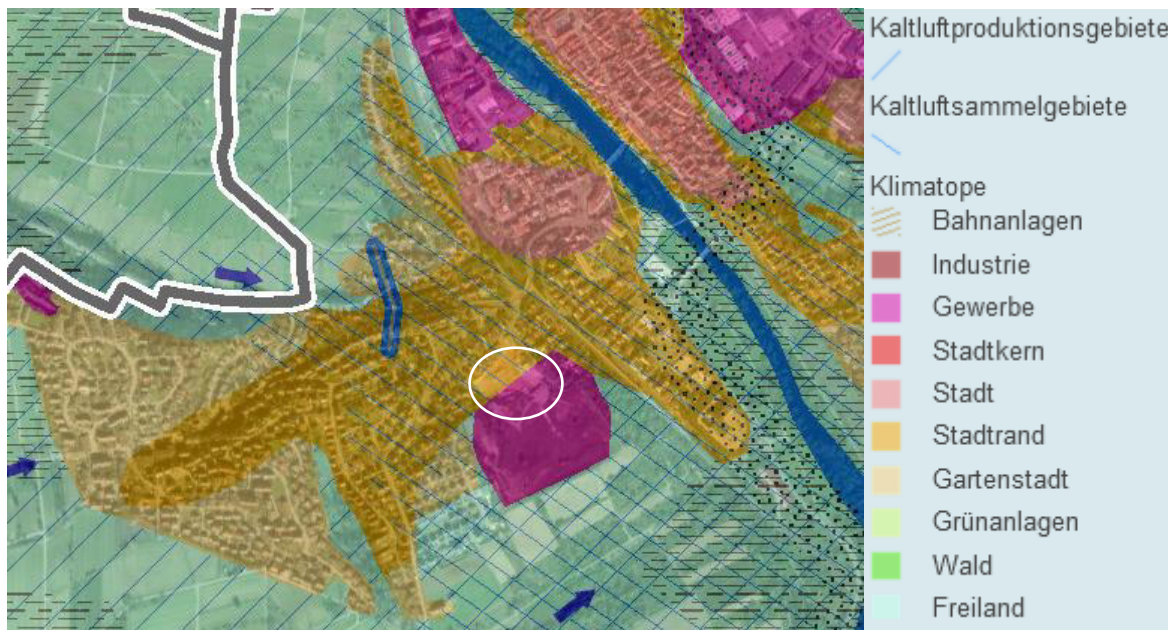 Kaltluftproduktionsgebiete
Kaltluftsammelgebiete
Klimatope
Bahnanlagen
Industrie
Gewerbe
Stadtkern
Stadt
Stadtrand
Gartenstadt
Grünanlagen
Wald
Freiland